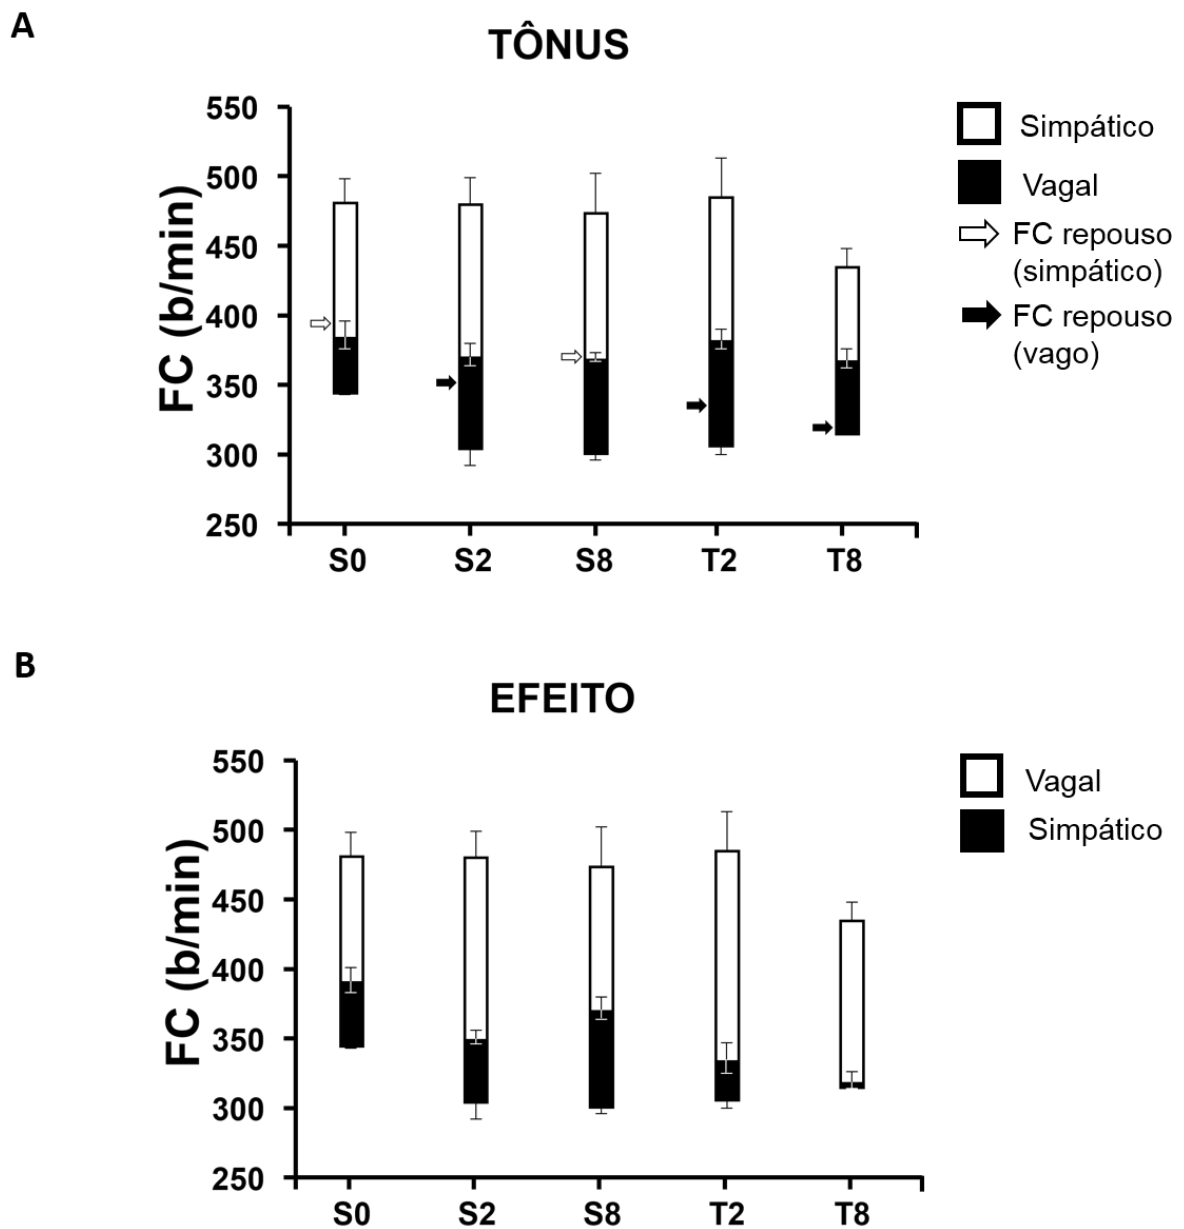 A
TÔNUS
FC (b/min)
550
500
450
400
350
300
250
S0 S2 S8 T2 T8
Simpático
Vagal
FC repouso
(simpático)
FC repouso
(vago)
B
EFEITO
FC (b/min)
550
500
450
400
350
300
250
S0 S2 S8 T2 T8
Vagal
Simpático